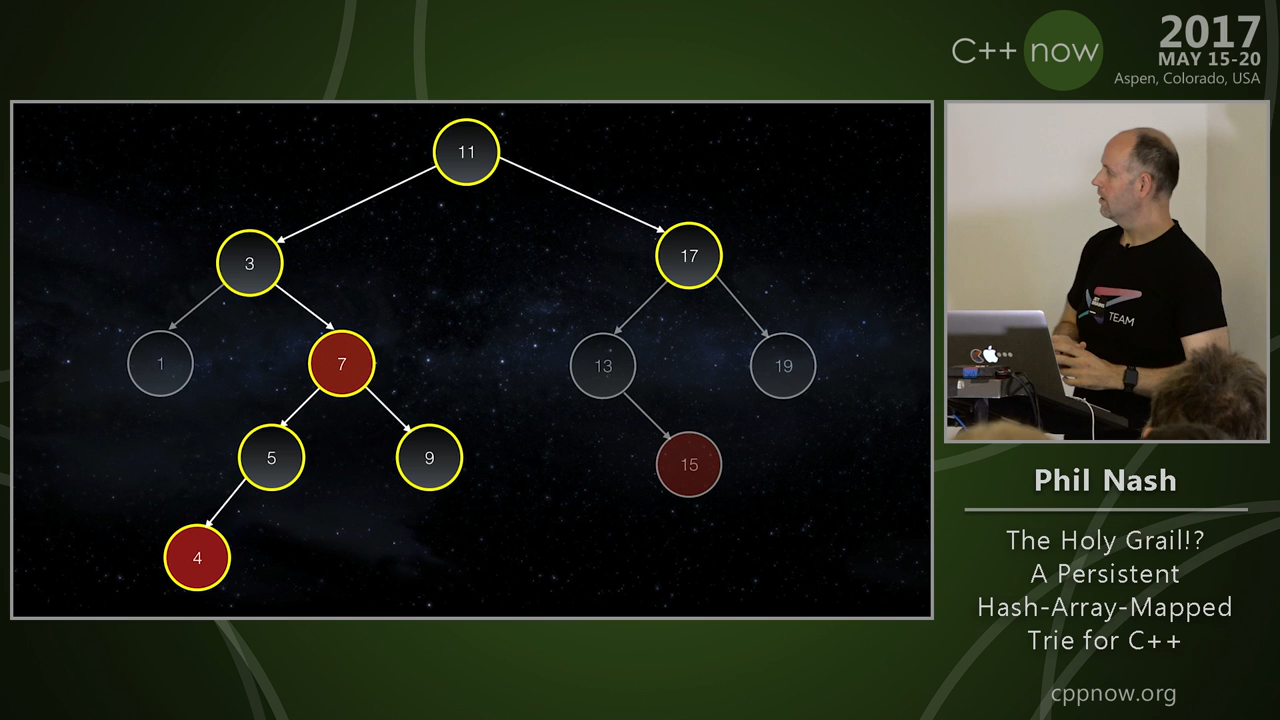 C++ now
2017
MAY 15-20
Aspen, Colorado, USA
11
3
17
1
7
13
19
5
9
15
4
TEAM
Phil Nash
The Holy Grail!?
A Persistent
Hash-Array-Mapped
Trie for C++
cppnow.org